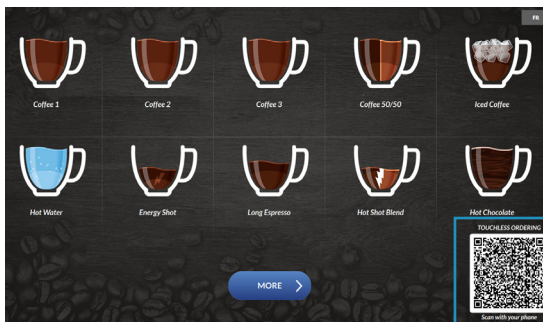 FR
Coffee 1
Coffee 2
Coffee 3
Coffee 50/50
Iced Coffee
Hot Water
Energy Shot
Long Espresso
Hot Shot Blend
Hot Chocolate
TOUCHLESS ORDERING
MORE
Scan with your phone